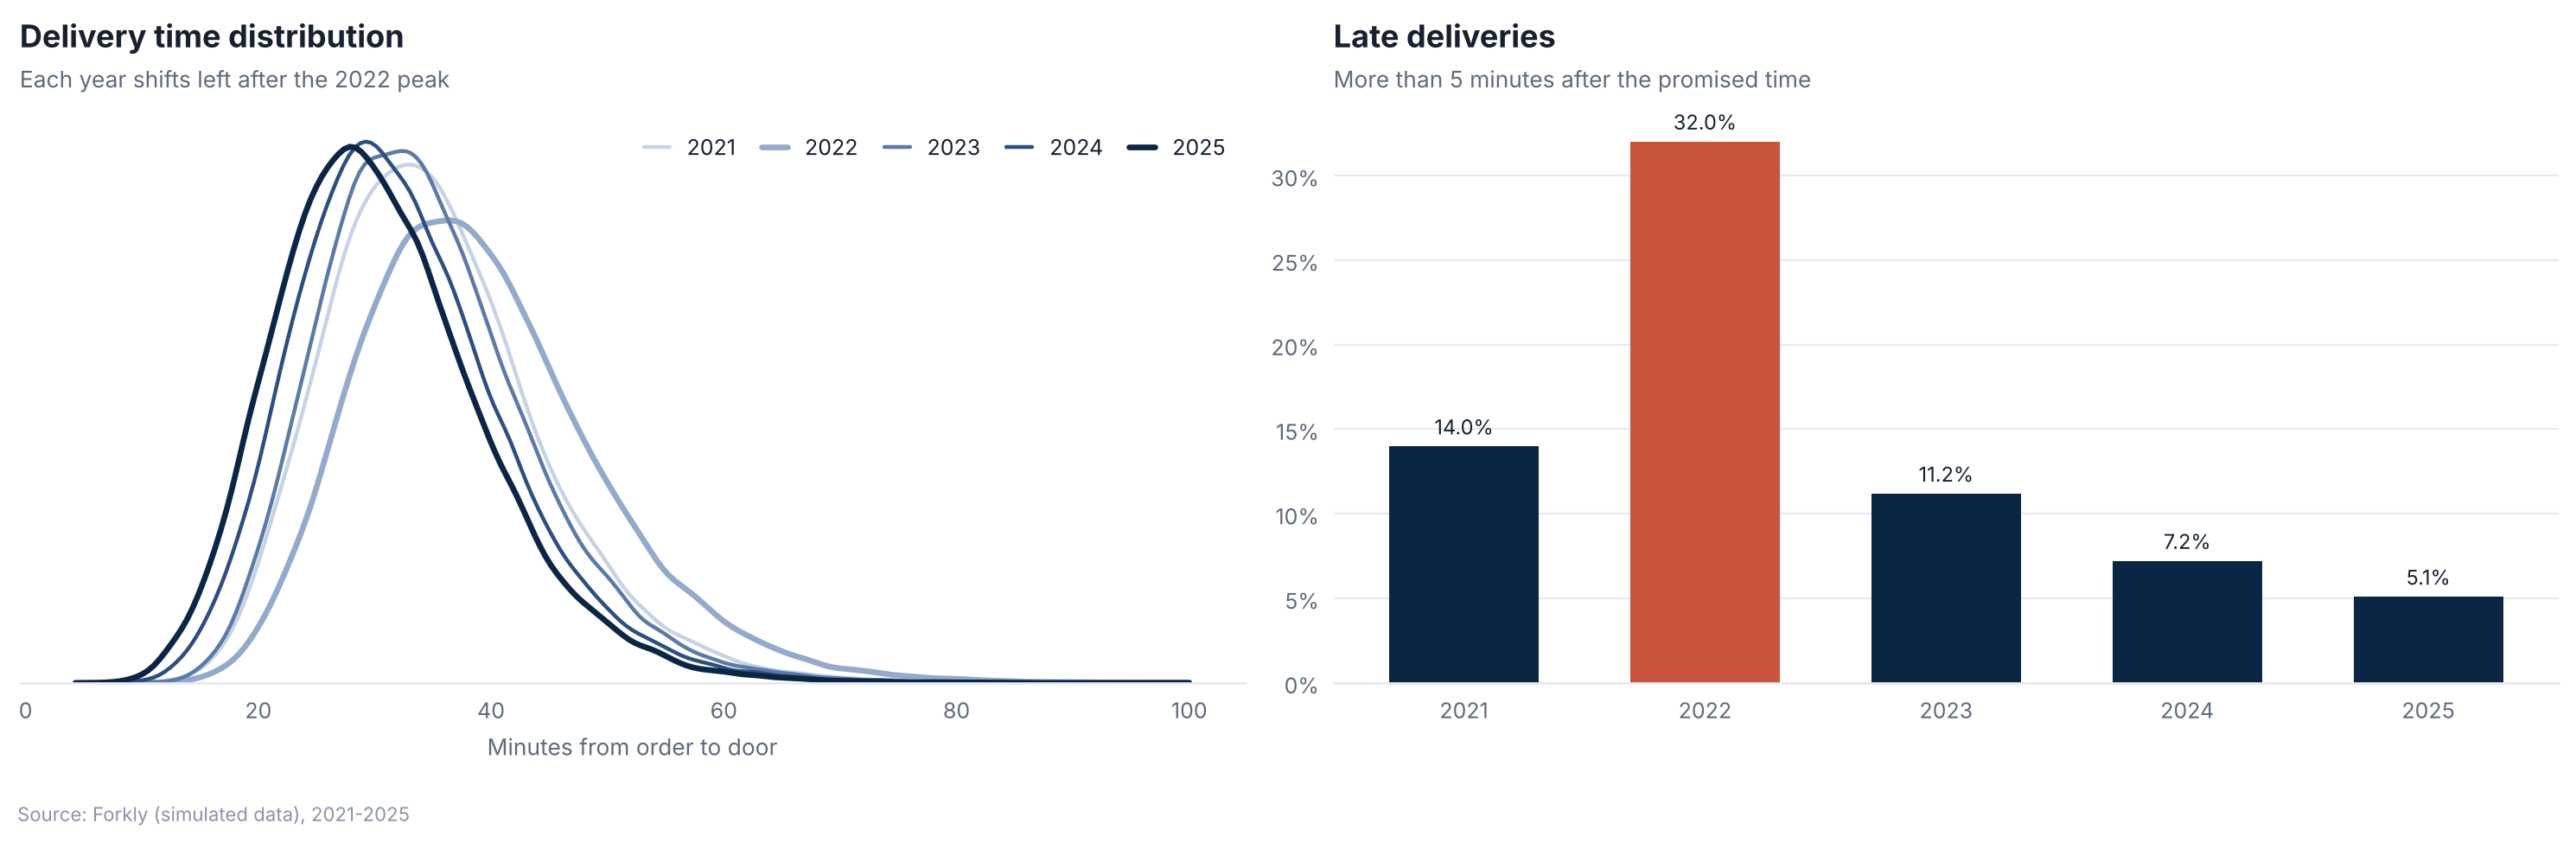 Delivery time distribution
Each year shifts left after the 2022 peak
2021 2022 2023 2024 2025
0 20 40 60 80 100
Minutes from order to door
Late deliveries
More than 5 minutes after the promised time
30%
25%
20%
15%
10%
5%
0%
14.0%
32.0%
11.2%
7.2%
5.1%
2021 2022 2023 2024 2025
Source: Forkly (simulated data), 2021-2025